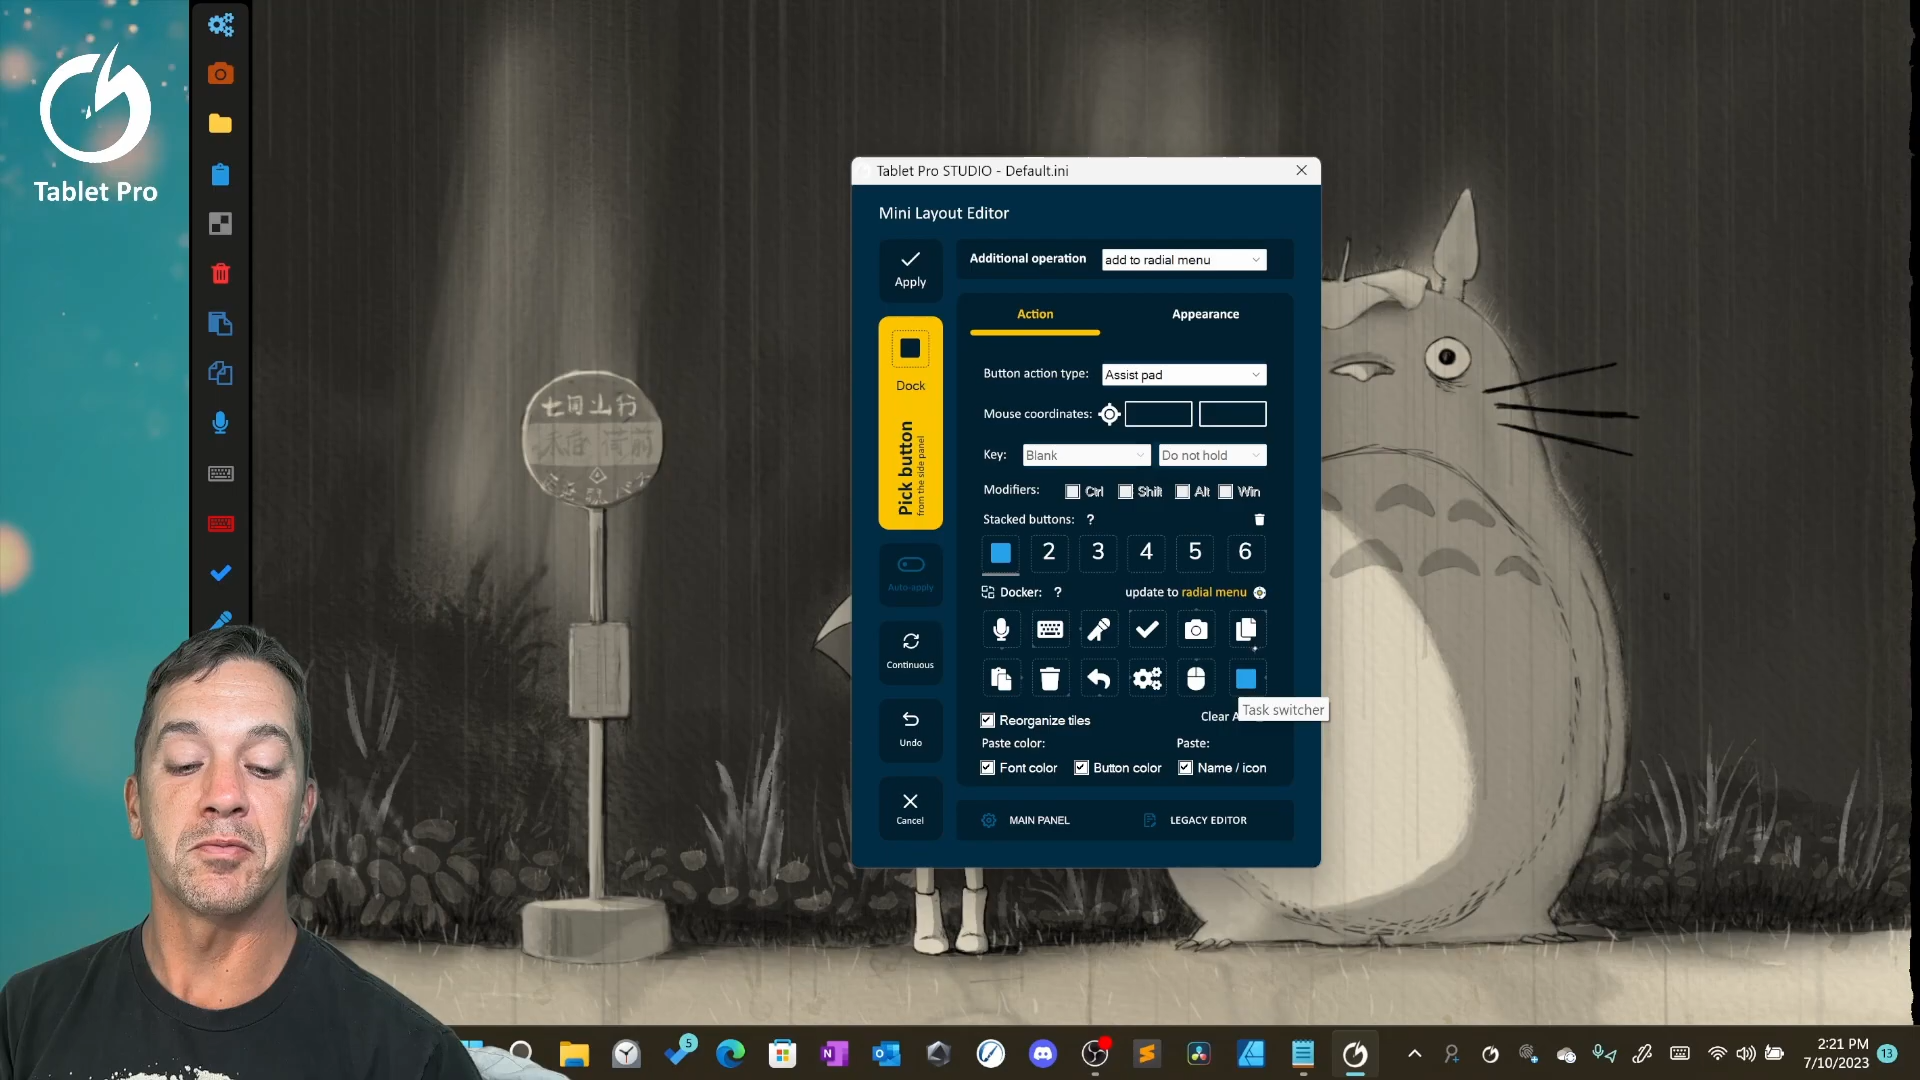 Tablet Pro
Tablet Pro STUDIO - Default.ini
Mini Layout Editor
Apply
Additional operation
add to radial menu
Action
Appearance
Dock
Pick button
from the side panel
Button action type:
Assist pad
Mouse coordinates:
Key:
Blank
Do not hold
Modifiers:
Ctrl
Shift
Alt
Win
Stacked buttons: ?
2 3 4 5 6
Auto-apply
Docker: ?
update to radial menu
Continuous
Task switcher
Reorganize tiles
Clear A
Undo
Paste color:
Paste:
Font color
Button color
Name / icon
Cancel
MAIN PANEL
LEGACY EDITOR
5
2:21 PM
7/10/2023
13